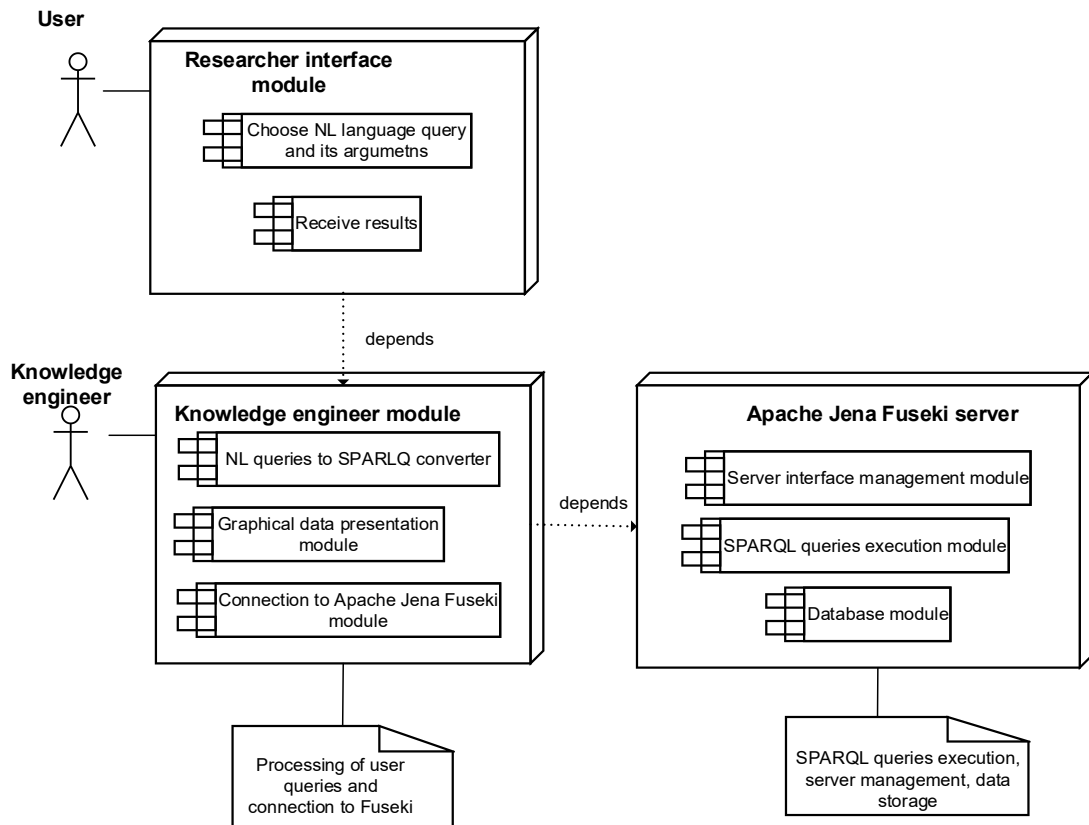 User
Researcher interface
module
Choose NL language query
and its argumetns
Receive results
depends
Knowledge
engineer
Knowledge engineer module
NL queries to SPARLQ converter
Graphical data presentation
module
Connection to Apache Jena Fuseki
module
depends
Apache Jena Fuseki server
Server interface management module
SPARQL queries execution module
Database module
Processing of user
queries and
connection to Fuseki
SPARQL queries execution,
server management, data
storage